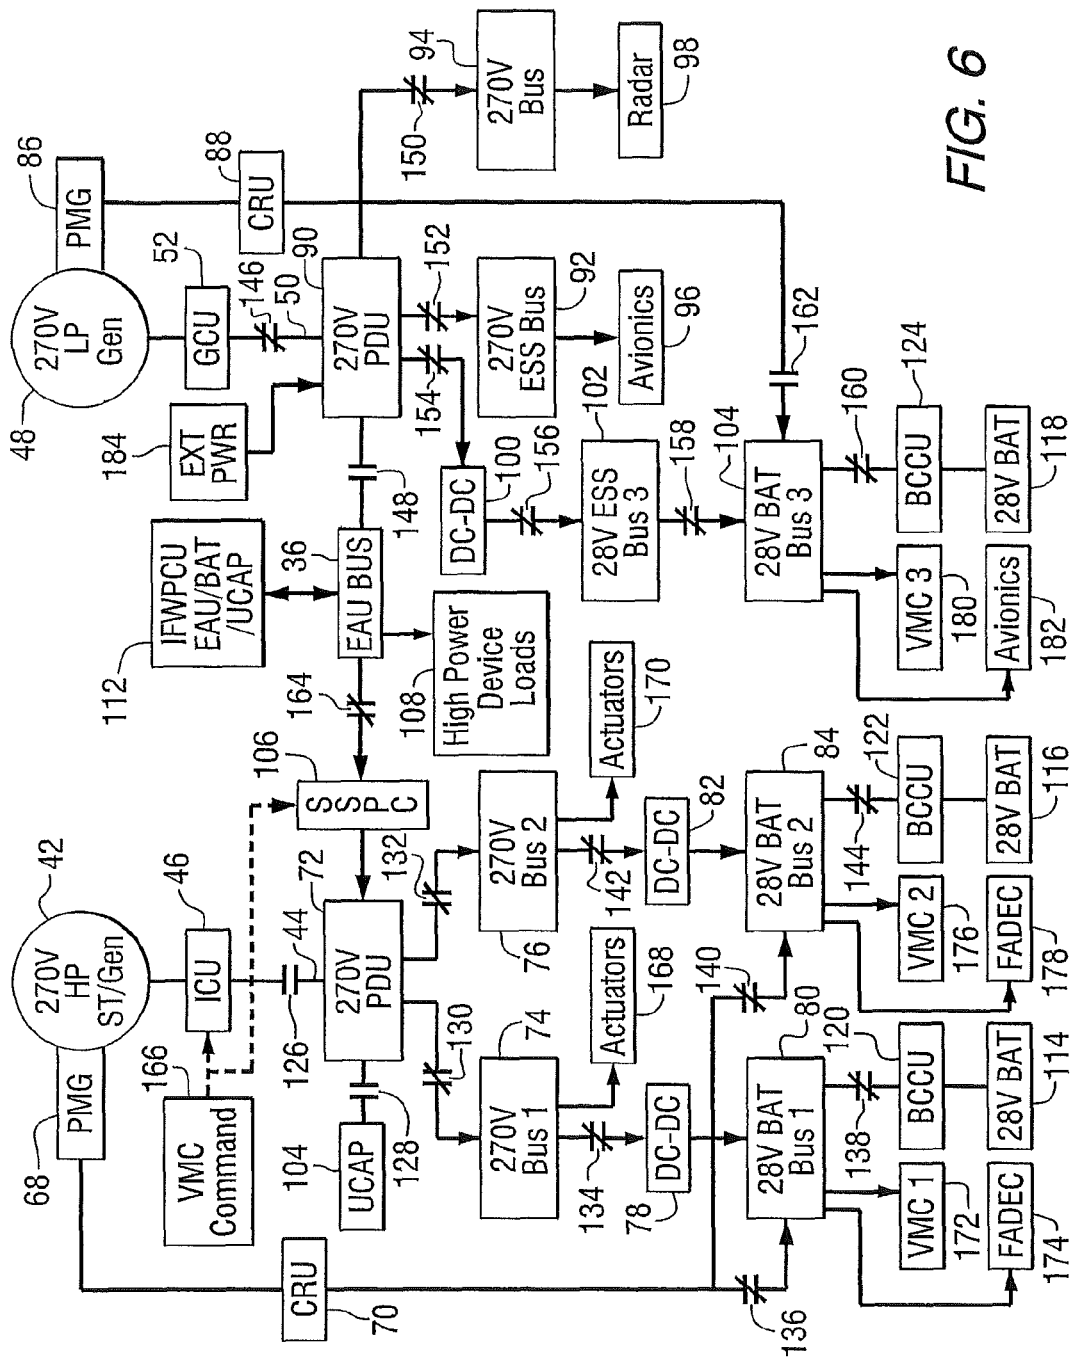 68
PMG
270V
HP
ST/Gen
42
166
VMC
Command
ICU
46
126
44
72
270V
PDU
104
UCAP
128
CRU
70
106
SSPC
164
112
IFWPCU
EAU/BAT
/UCAP
EAU BUS
36
108
High Power
Device
Loads
148
184
EXT
PWR
48
270V
LP
Gen
PMG
86
GCU
52
146
50
CRU
88
270V
PDU
90
154
152
150
270V
Bus
94
Radar
98
270V
ESS Bus
92
Avionics
96
DC-DC
100
156
28V ESS
Bus 3
102
158
28V BAT
Bus 3
104
162
160
BCCU
124
28V BAT
118
VMC 3
180
Avionics
182
130
132
270V
Bus 1
74
134
Actuators
168
DC-DC
78
270V
Bus 2
76
142
Actuators
170
DC-DC
82
136
140
28V BAT
Bus 1
80
138
BCCU
120
28V BAT
114
VMC 1
172
FADEC
174
28V BAT
Bus 2
84
144
BCCU
122
28V BAT
116
VMC 2
176
FADEC
178
FIG. 6